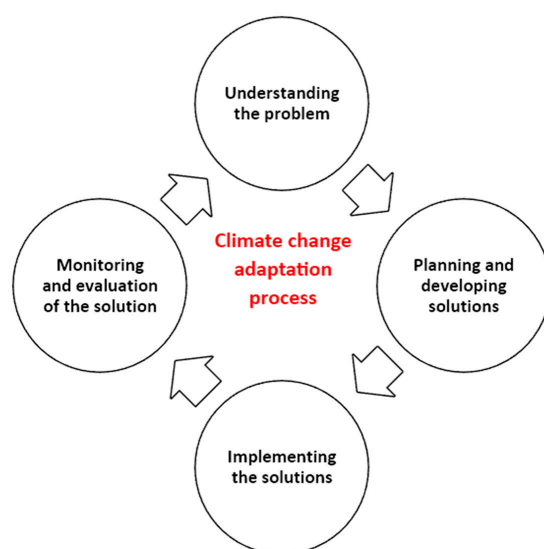 Understanding
the problem
Climate change
adaptation
process
Monitoring
and evaluation
of the solution
Planning and
developing
solutions
Implementing
the solutions